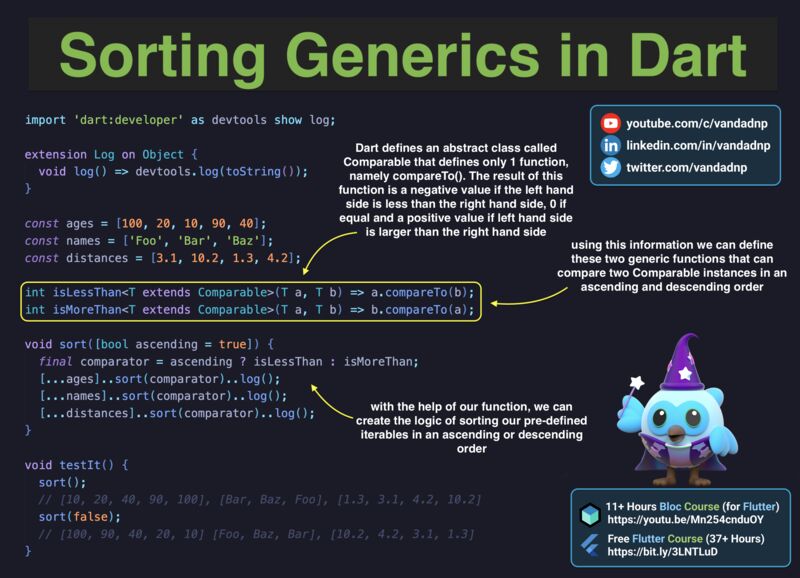 Sorting Generics in Dart
import 'dart:developer' as devtools show log;
extension Log on Object {
void log() => devtools.log(toString());
}
const ages = [100, 20, 10, 90, 40];
const names = ['Foo', 'Bar', 'Baz'];
const distances = [3.1, 10.2, 1.3, 4.2];
Dart defines an abstract class called
Comparable that defines only 1 function,
namely compareTo(). The result of this
function is a negative value if the left hand
side is less than the right hand side, 0 if
equal and a positive value if left hand side
is larger than the right hand side
youtube.com/c/vandadnp
linkedin.com/in/vandadnp
twitter.com/vandadnp
using this information we can define
these two generic functions that can
compare two Comparable instances in an
ascending and descending order
int isLessThan<T extends Comparable>(T a, T b) => a.compareTo(b);
int isMoreThan<T extends Comparable>(T a, T b) => b.compareTo(a);
void sort([bool ascending = true]) {
final comparator = ascending ? isLessThan : isMoreThan;
[...ages]..sort(comparator)..log();
[...names]..sort(comparator)..log();
[...distances]..sort(comparator)..log();
}
with the help of our function, we can
create the logic of sorting our pre-defined
iterables in an ascending or descending
order
void testIt() {
sort();
// [10, 20, 40, 90, 100], [Bar, Baz, Foo], [1.3, 3.1, 4.2, 10.2]
sort(false);
// [100, 90, 40, 20, 10] [Foo, Baz, Bar], [10.2, 4.2, 3.1, 1.3]
}
11+ Hours Bloc Course (for Flutter)
https://youtu.be/Mn254cnduOY
Free Flutter Course (37+ Hours)
https://bit.ly/3LNTLuD